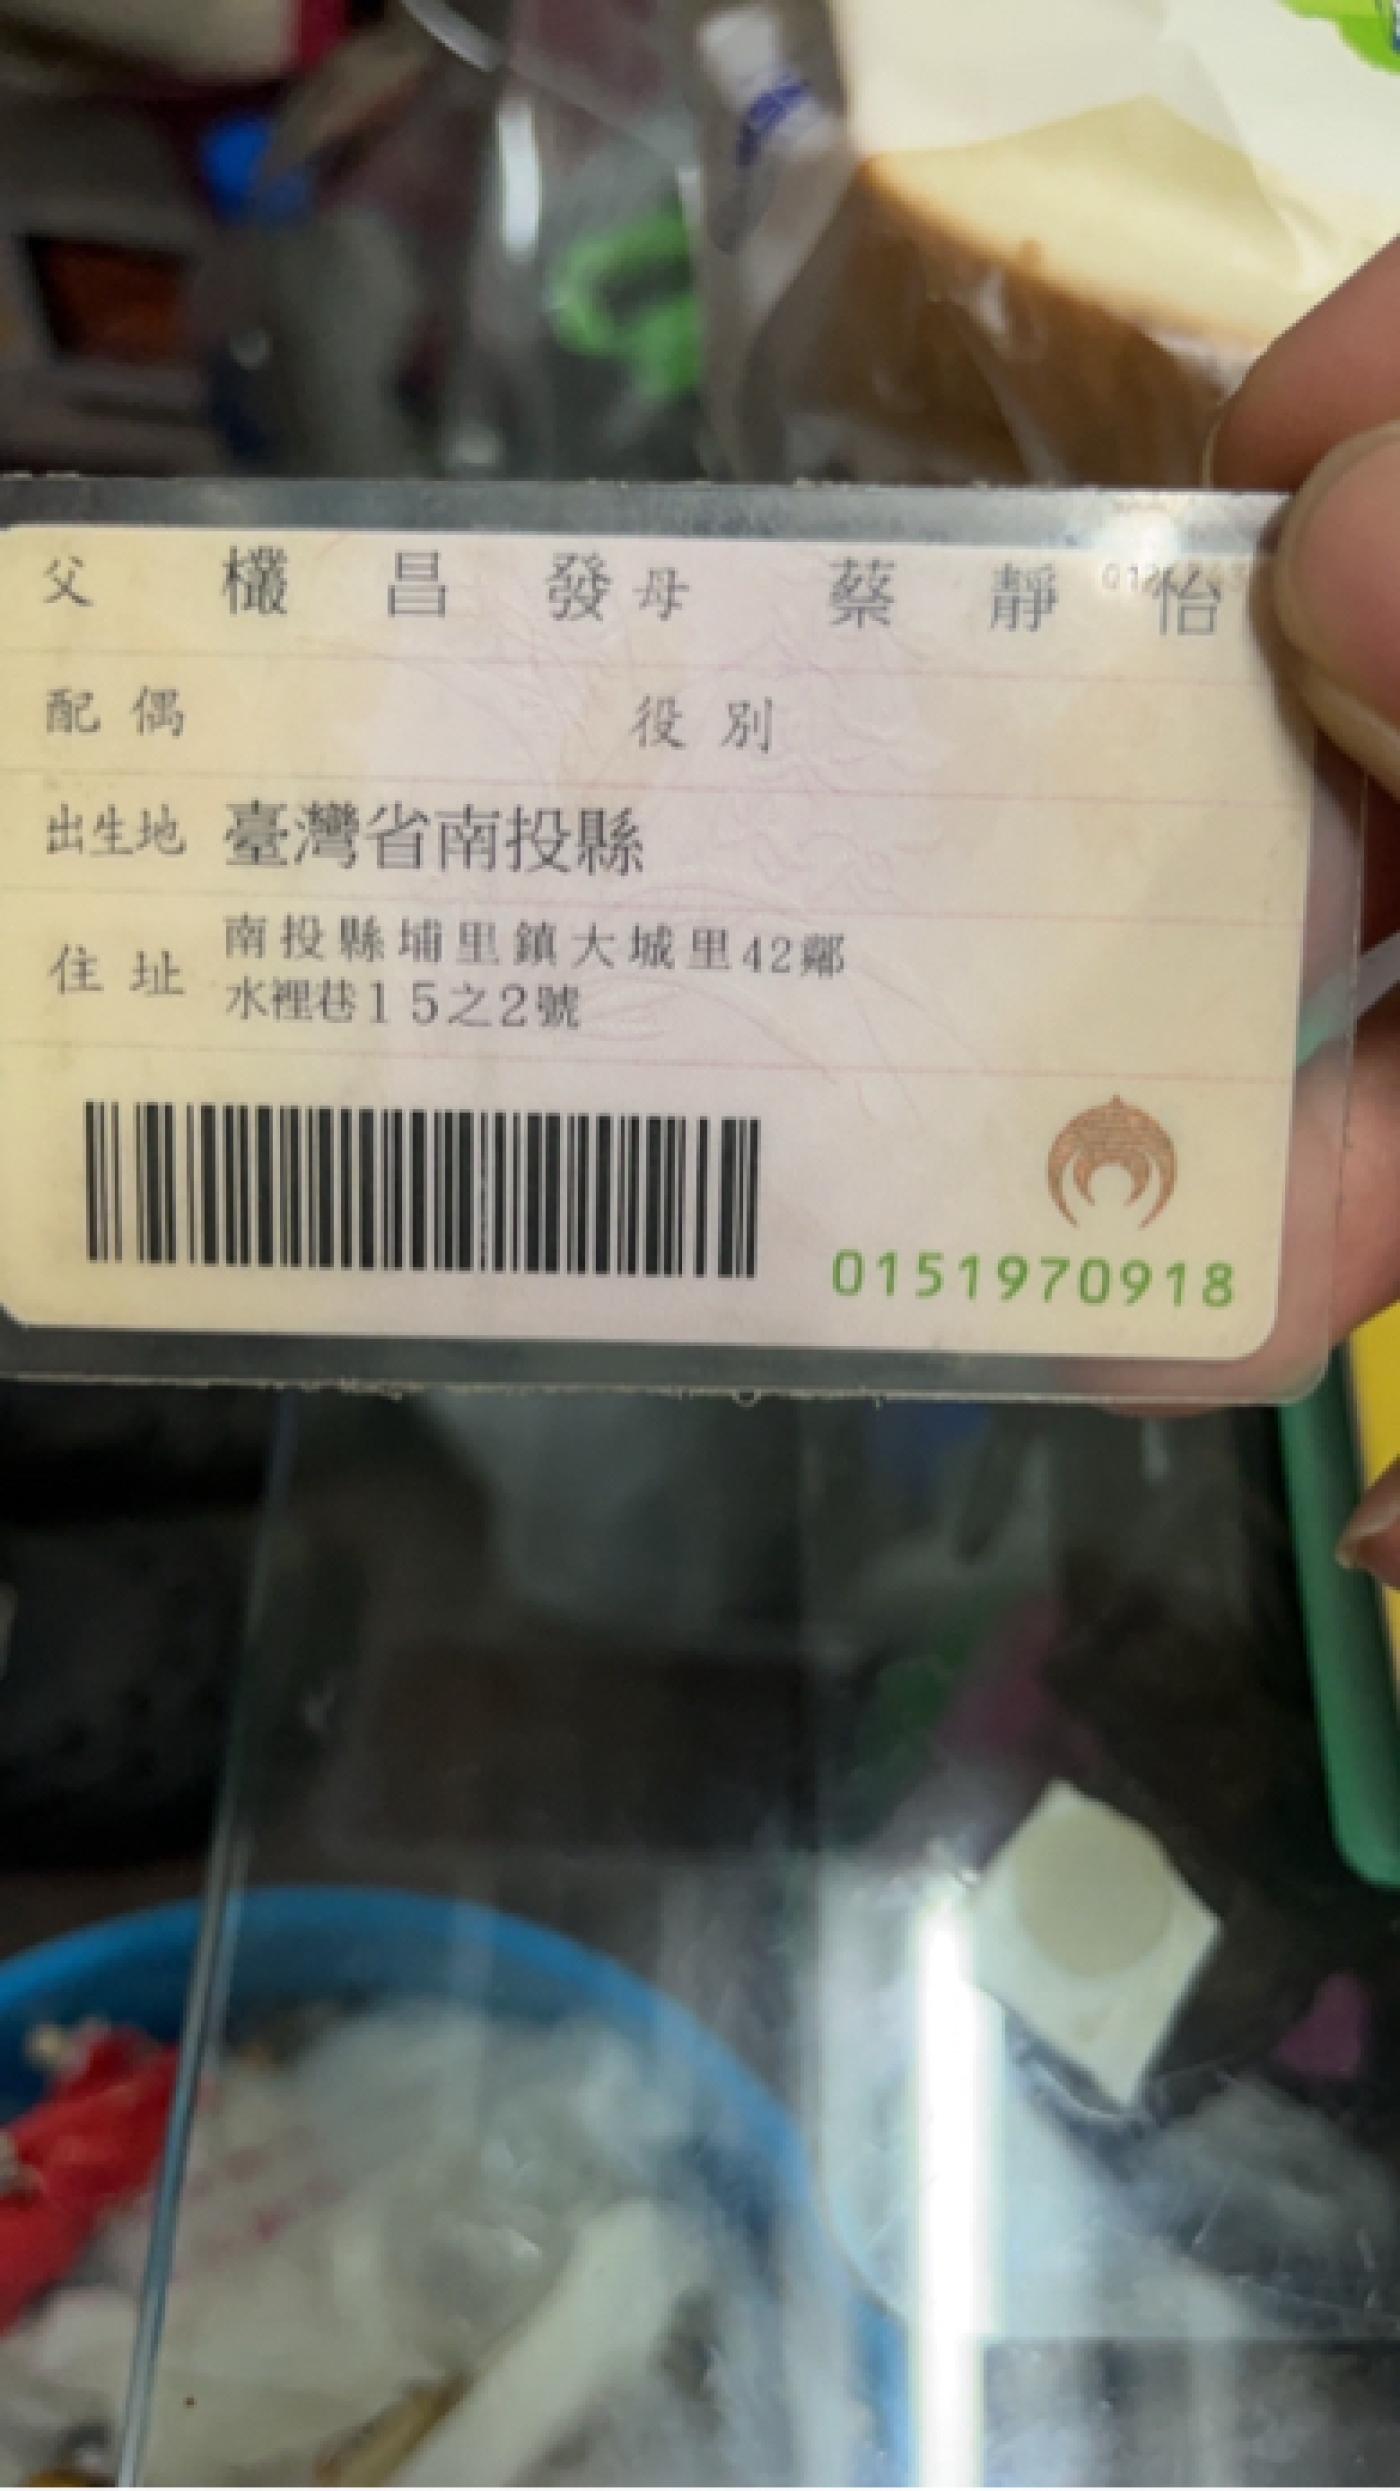 父 欉 昌 發 母 蔡 靜 怡
配偶 役別
出生地 臺灣省南投縣
住址 南投縣埔里鎮大城里42鄰
水裡巷15之2號
0151970918